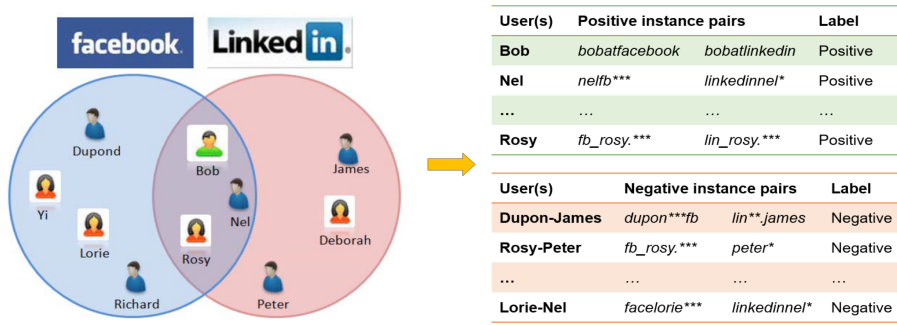 facebook. Linked in.
Dupond
Bob
James
Yi
Nel
Lorie
Deborah
Rosy
Richard
Peter
User(s) Positive instance pairs Label
Bob bobatfacebook bobatlinkedin Positive
Nel nelfb*** linkedinnel* Positive
... ... ... ...
Rosy fb_rosy.*** lin_rosy.*** Positive
User(s) Negative instance pairs Label
Dupon-James dupon***fb lin**.james Negative
Rosy-Peter fb_rosy.*** peter* Negative
... ... ... ...
Lorie-Nel facelorie*** linkedinnel* Negative